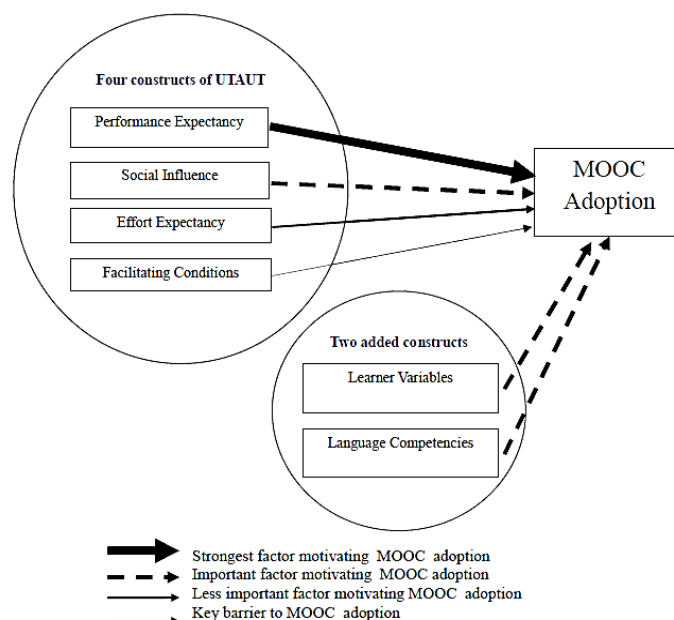 Four constructs of UTAUT
Performance Expectancy
Social Influence
Effort Expectancy
Facilitating Conditions
MOOC
Adoption
Two added constructs
Learner Variables
Language Competencies
Strongest factor motivating MOOC adoption
Important factor motivating MOOC adoption
Less important factor motivating MOOC adoption
Key barrier to MOOC adoption